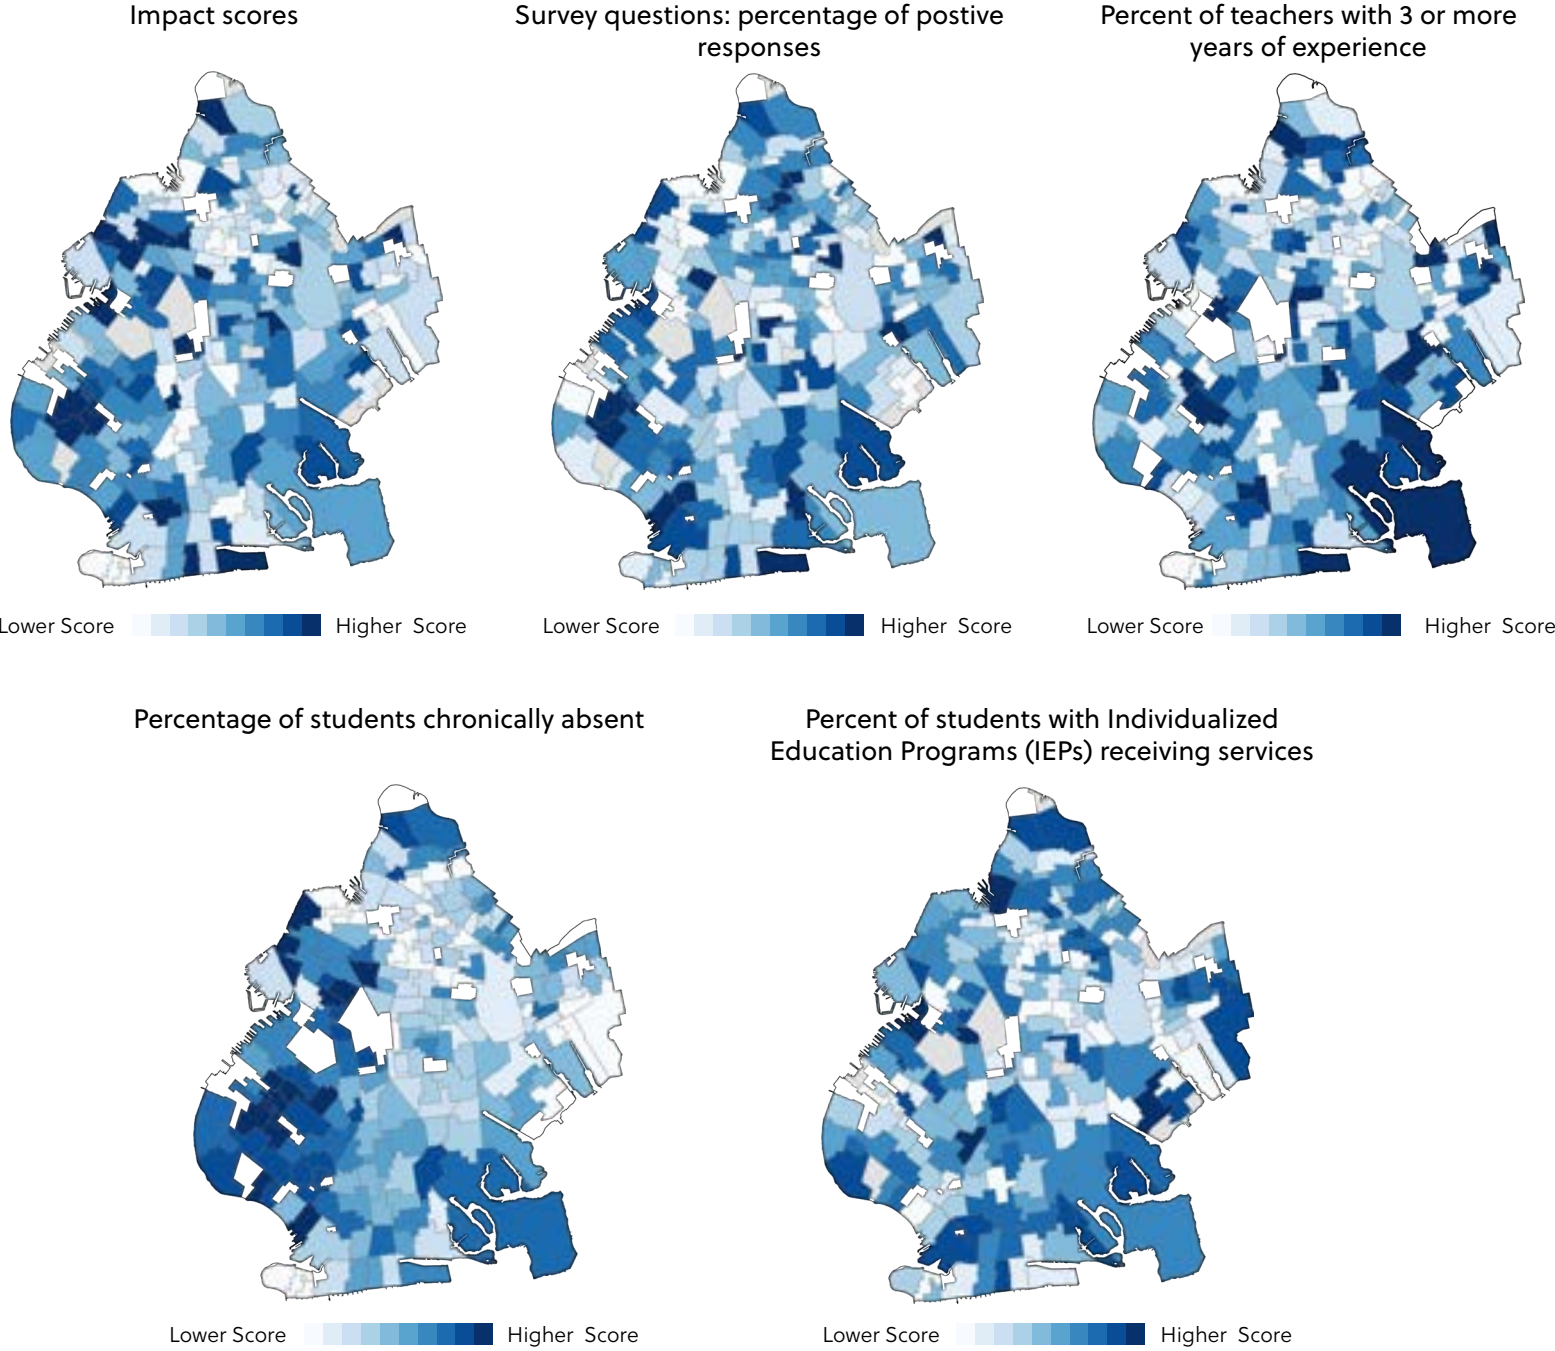 Impact scores
Survey questions: percentage of postive
responses
Percent of teachers with 3 or more
years of experience
Lower Score
Higher Score
Lower Score
Higher Score
Lower Score
Higher Score
Percentage of students chronically absent
Percent of students with Individualized
Education Programs (IEPs) receiving services
Lower Score
Higher Score
Lower Score
Higher Score